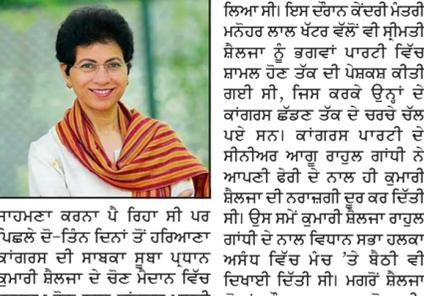 ਸਾਹਮਣਾ ਕਰਨਾ ਪੈ ਰਿਹਾ ਸੀ ਪਰ
ਪਿਛਲੇ ਦੋ-ਤਿੰਨ ਦਿਨਾਂ ਤੋਂ ਹਰਿਆਣਾ
ਕਾਂਗਰਸ ਦੀ ਸਾਬਕਾ ਸੂਬਾ ਪ੍ਰਧਾਨ
ਕੁਮਾਰੀ ਸ਼ੈਲਜਾ ਦੇ ਚੋਣ ਮੈਦਾਨ ਵਿੱਚ
ਲਿਆ ਸੀ। ਇਸ ਦੌਰਾਨ ਕੇਂਦਰੀ ਮੰਤਰੀ
ਮਨੋਹਰ ਲਾਲ ਖੱਟਰ ਵੱਲੋਂ ਵੀ ਸ੍ਰੀਮਤੀ
ਸ਼ੈਲਜਾ ਨੂੰ ਭਗਵਾਂ ਪਾਰਟੀ ਵਿੱਚ
ਸ਼ਾਮਲ ਹੋਣ ਤੱਕ ਦੀ ਪੇਸ਼ਕਸ਼ ਕੀਤੀ
ਗਈ ਸੀ, ਜਿਸ ਕਰਕੇ ਉਨ੍ਹਾਂ ਦੇ
ਕਾਂਗਰਸ ਛੱਡਣ ਤੱਕ ਦੇ ਚਰਚੇ ਚੱਲ
ਪਏ ਸਨ। ਕਾਂਗਰਸ ਪਾਰਟੀ ਦੇ
ਸੀਨੀਅਰ ਆਗੂ ਰਾਹੁਲ ਗਾਂਧੀ ਨੇ
ਆਪਣੀ ਫੇਰੀ ਦੇ ਨਾਲ ਹੀ ਕੁਮਾਰੀ
ਸ਼ੈਲਜਾ ਦੀ ਨਰਾਜ਼ਗੀ ਦੂਰ ਕਰ ਦਿੱਤੀ
ਸੀ। ਉਸ ਸਮੇਂ ਕੁਮਾਰੀ ਸ਼ੈਲਜਾ ਰਾਹੁਲ
ਗਾਂਧੀ ਦੇ ਨਾਲ ਵਿਧਾਨ ਸਭਾ ਹਲਕਾ
ਅਸੰਧ ਵਿੱਚ ਮੰਚ 'ਤੇ ਬੈਠੀ ਵੀ
ਦਿਖਾਈ ਦਿੱਤੀ ਸੀ। ਮਗਰੋਂ ਸ਼ੈਲਜਾ